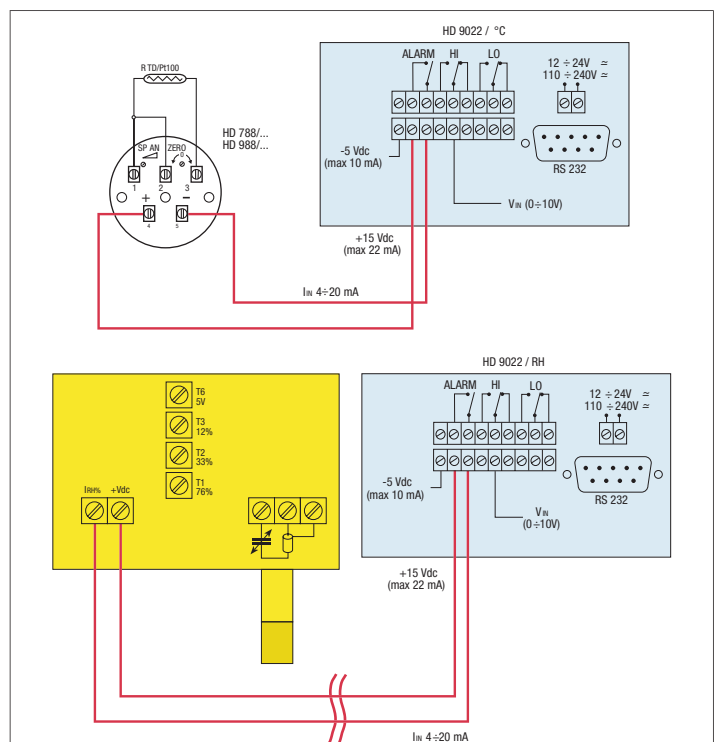 HD 9022 / °C
ALARM HI LO
12 ÷ 24V ≃
110 ÷ 240V ≃
R TD/Pt100
HD 788/...
HD 988/...
SP AN ZERO
0
1 2 3
+ -
4 5
-5 Vdc
(max 10 mA)
RS 232
VIN (0÷10V)
+15 Vdc
(max 22 mA)
IIN 4÷20 mA
HD 9022 / RH
ALARM HI LO
12 ÷ 24V ≃
110 ÷ 240V ≃
T6
5V
T3
12%
T2
33%
T1
76%
IRH% +Vdc
-5 Vdc
(max 10 mA)
RS 232
VIN
(0÷10V)
+15 Vdc
(max 22 mA)
IIN 4÷20 mA